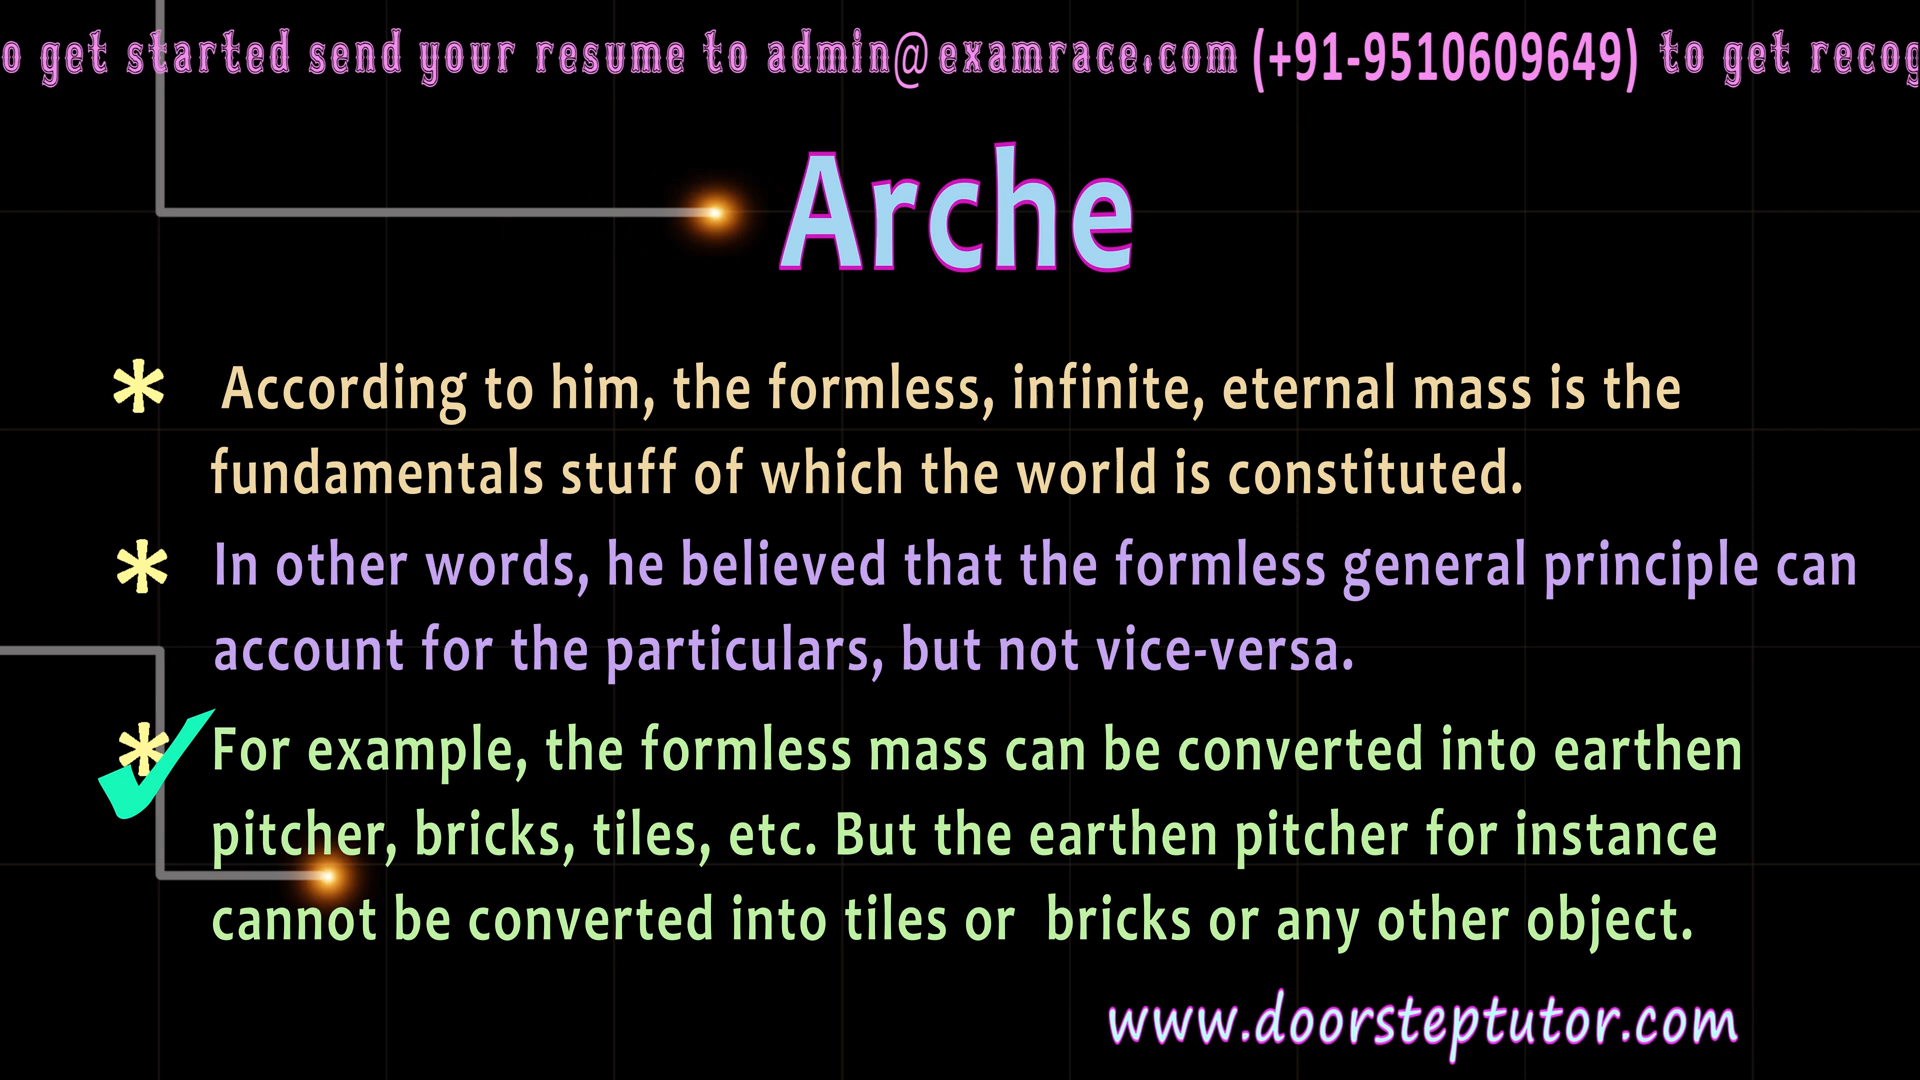 o get started send your resume to admin@examrace.com (+91-9510609649) to get recog
Arche
* According to him, the formless, infinite, eternal mass is the
fundamentals stuff of which the world is constituted.
* In other words, he believed that the formless general principle can
account for the particulars, but not vice-versa.
* For example, the formless mass can be converted into earthen
pitcher, bricks, tiles, etc. But the earthen pitcher for instance
cannot be converted into tiles or bricks or any other object.
www.doorsteptutor.com